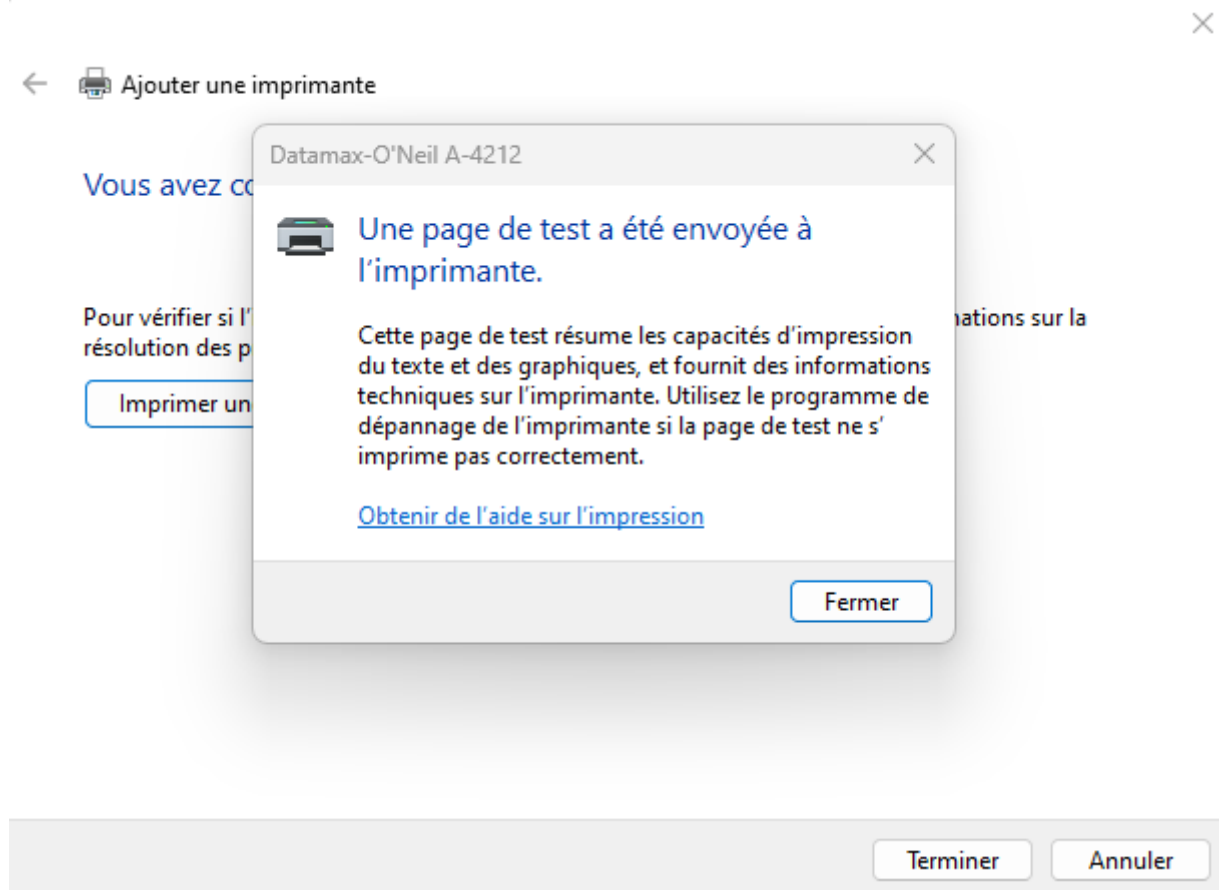 Ajouter une imprimante
Datamax-O'Neil A-4212
Vous avez
Une page de test a été envoyée à
l'imprimante.
Pour vérifier si
sur la
résolution des
Cette page de test résume les capacités d'impression
du texte et des graphiques, et fournit des informations
techniques sur l'imprimante. Utilisez le programme de
dépannage de l'imprimante si la page de test ne s'
imprime pas correctement.
Imprimer
Obtenir de l'aide sur l'impression
Fermer
Terminer
Annuler